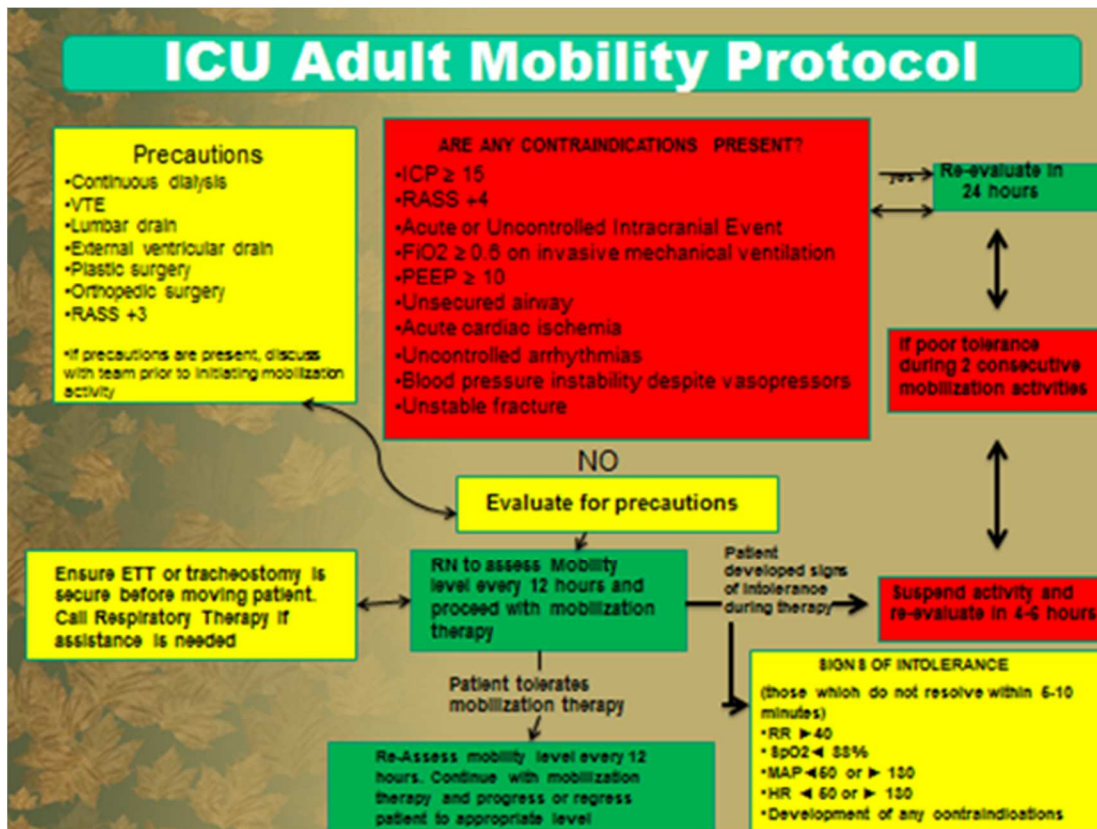 ICU Adult Mobility Protocol
Precautions
•Continuous dialysis
•VTE
•Lumbar drain
•External ventricular drain
•Plastic surgery
•Orthopedic surgery
•RASS +3
•If precautions are present, discuss
with team prior to initiating mobilization
activity
ARE ANY CONTRAINDICATIONS PRESENT?
•ICP ≥ 15
•RASS +4
•Acute or Uncontrolled Intracranial Event
•FiO2 ≥ 0.6 on invasive mechanical ventilation
•PEEP ≥ 10
•Unsecured airway
•Acute cardiac ischemia
•Uncontrolled arrhythmias
•Blood pressure instability despite vasopressors
•Unstable fracture
yes
Re-evaluate in
24 hours
If poor tolerance
during 2 consecutive
mobilization activities
NO
Evaluate for precautions
Ensure ETT or tracheostomy is
secure before moving patient.
Call Respiratory Therapy if
assistance is needed
RN to assess Mobility
level every 12 hours and
proceed with mobilization
therapy
Patient
developed signs
of intolerance
during therapy
Suspend activity and
re-evaluate in 4-6 hours
Patient tolerates
mobilization therapy
Re-Assess mobility level every 12
hours. Continue with mobilization
therapy and progress or regress
patient to appropriate level
SIGNS OF INTOLERANCE
(those which do not resolve within 5-10
minutes)
•RR ►40
•SpO2◄ 88%
•MAP◄ or ►
•HR ◄ or ►
•Development of any contraindications